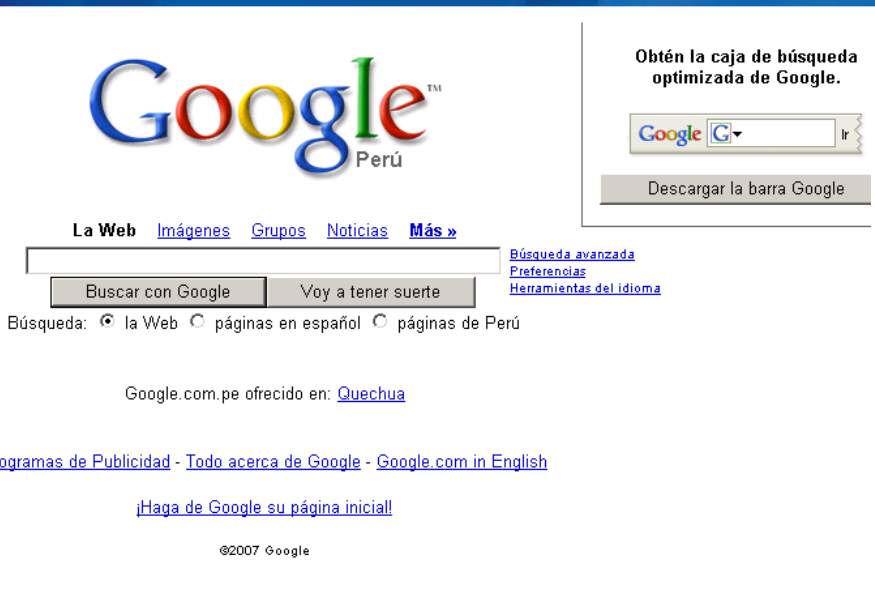 Google™
Perú
Obtén la caja de búsqueda
optimizada de Google.
Google G Ir
Descargar la barra Google
La Web Imágenes Grupos Noticias Más »
Búsqueda avanzada
Preferencias
Herramientas del idioma
Buscar con Google Voy a tener suerte
Búsqueda: la Web páginas en español páginas de Perú
Google.com.pe ofrecido en: Quechua
ogramas de Publicidad - Todo acerca de Google - Google.com in English
¡Haga de Google su página inicial!
©2007 Google